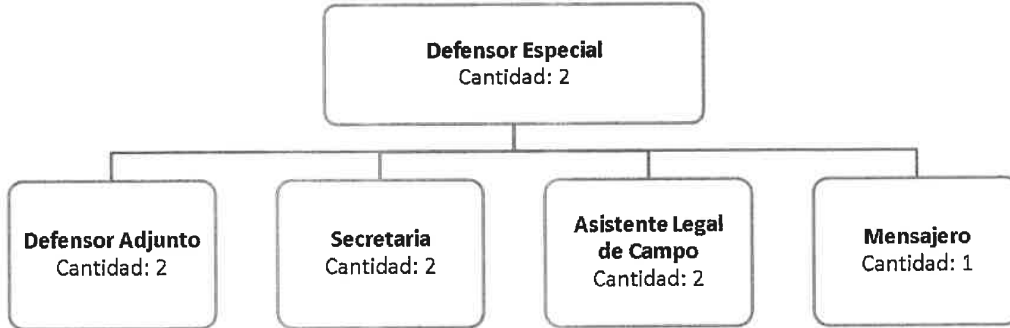 Defensor Especial
Cantidad: 2
Defensor Adjunto
Cantidad: 2
Secretaria
Cantidad: 2
Asistente Legal
de Campo
Cantidad: 2
Mensajero
Cantidad: 1